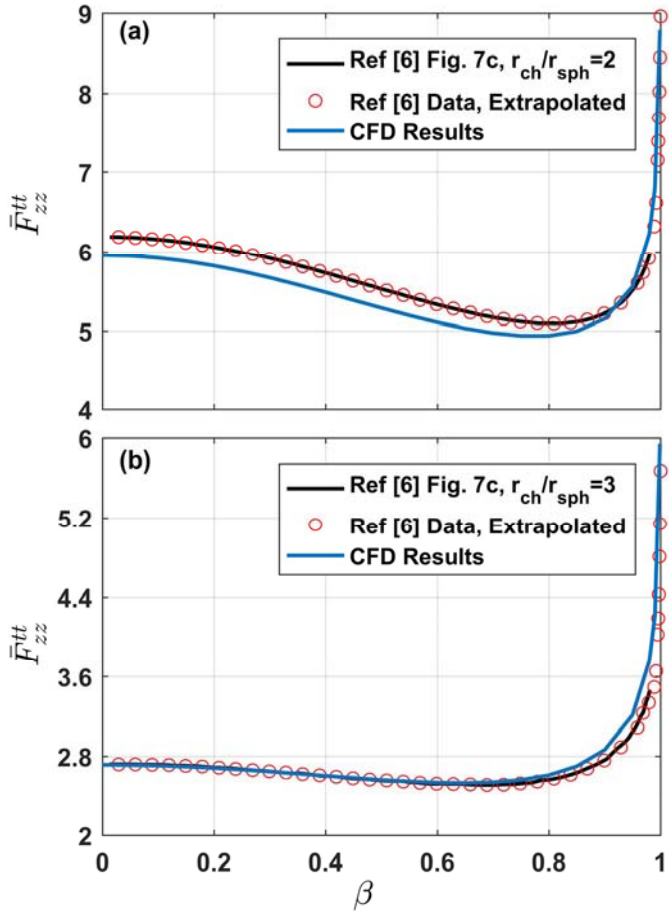 9
(a)
Ref [6] Fig. 7c, r_ch/r_sph=2
Ref [6] Data, Extrapolated
CFD Results
8
7
6
5
4
F̄_zz^tt
6
(b)
Ref [6] Fig. 7c, r_ch/r_sph=3
Ref [6] Data, Extrapolated
CFD Results
5.2
4.4
3.6
2.8
2
F̄_zz^tt
0 0.2 0.4 0.6 0.8 1
β